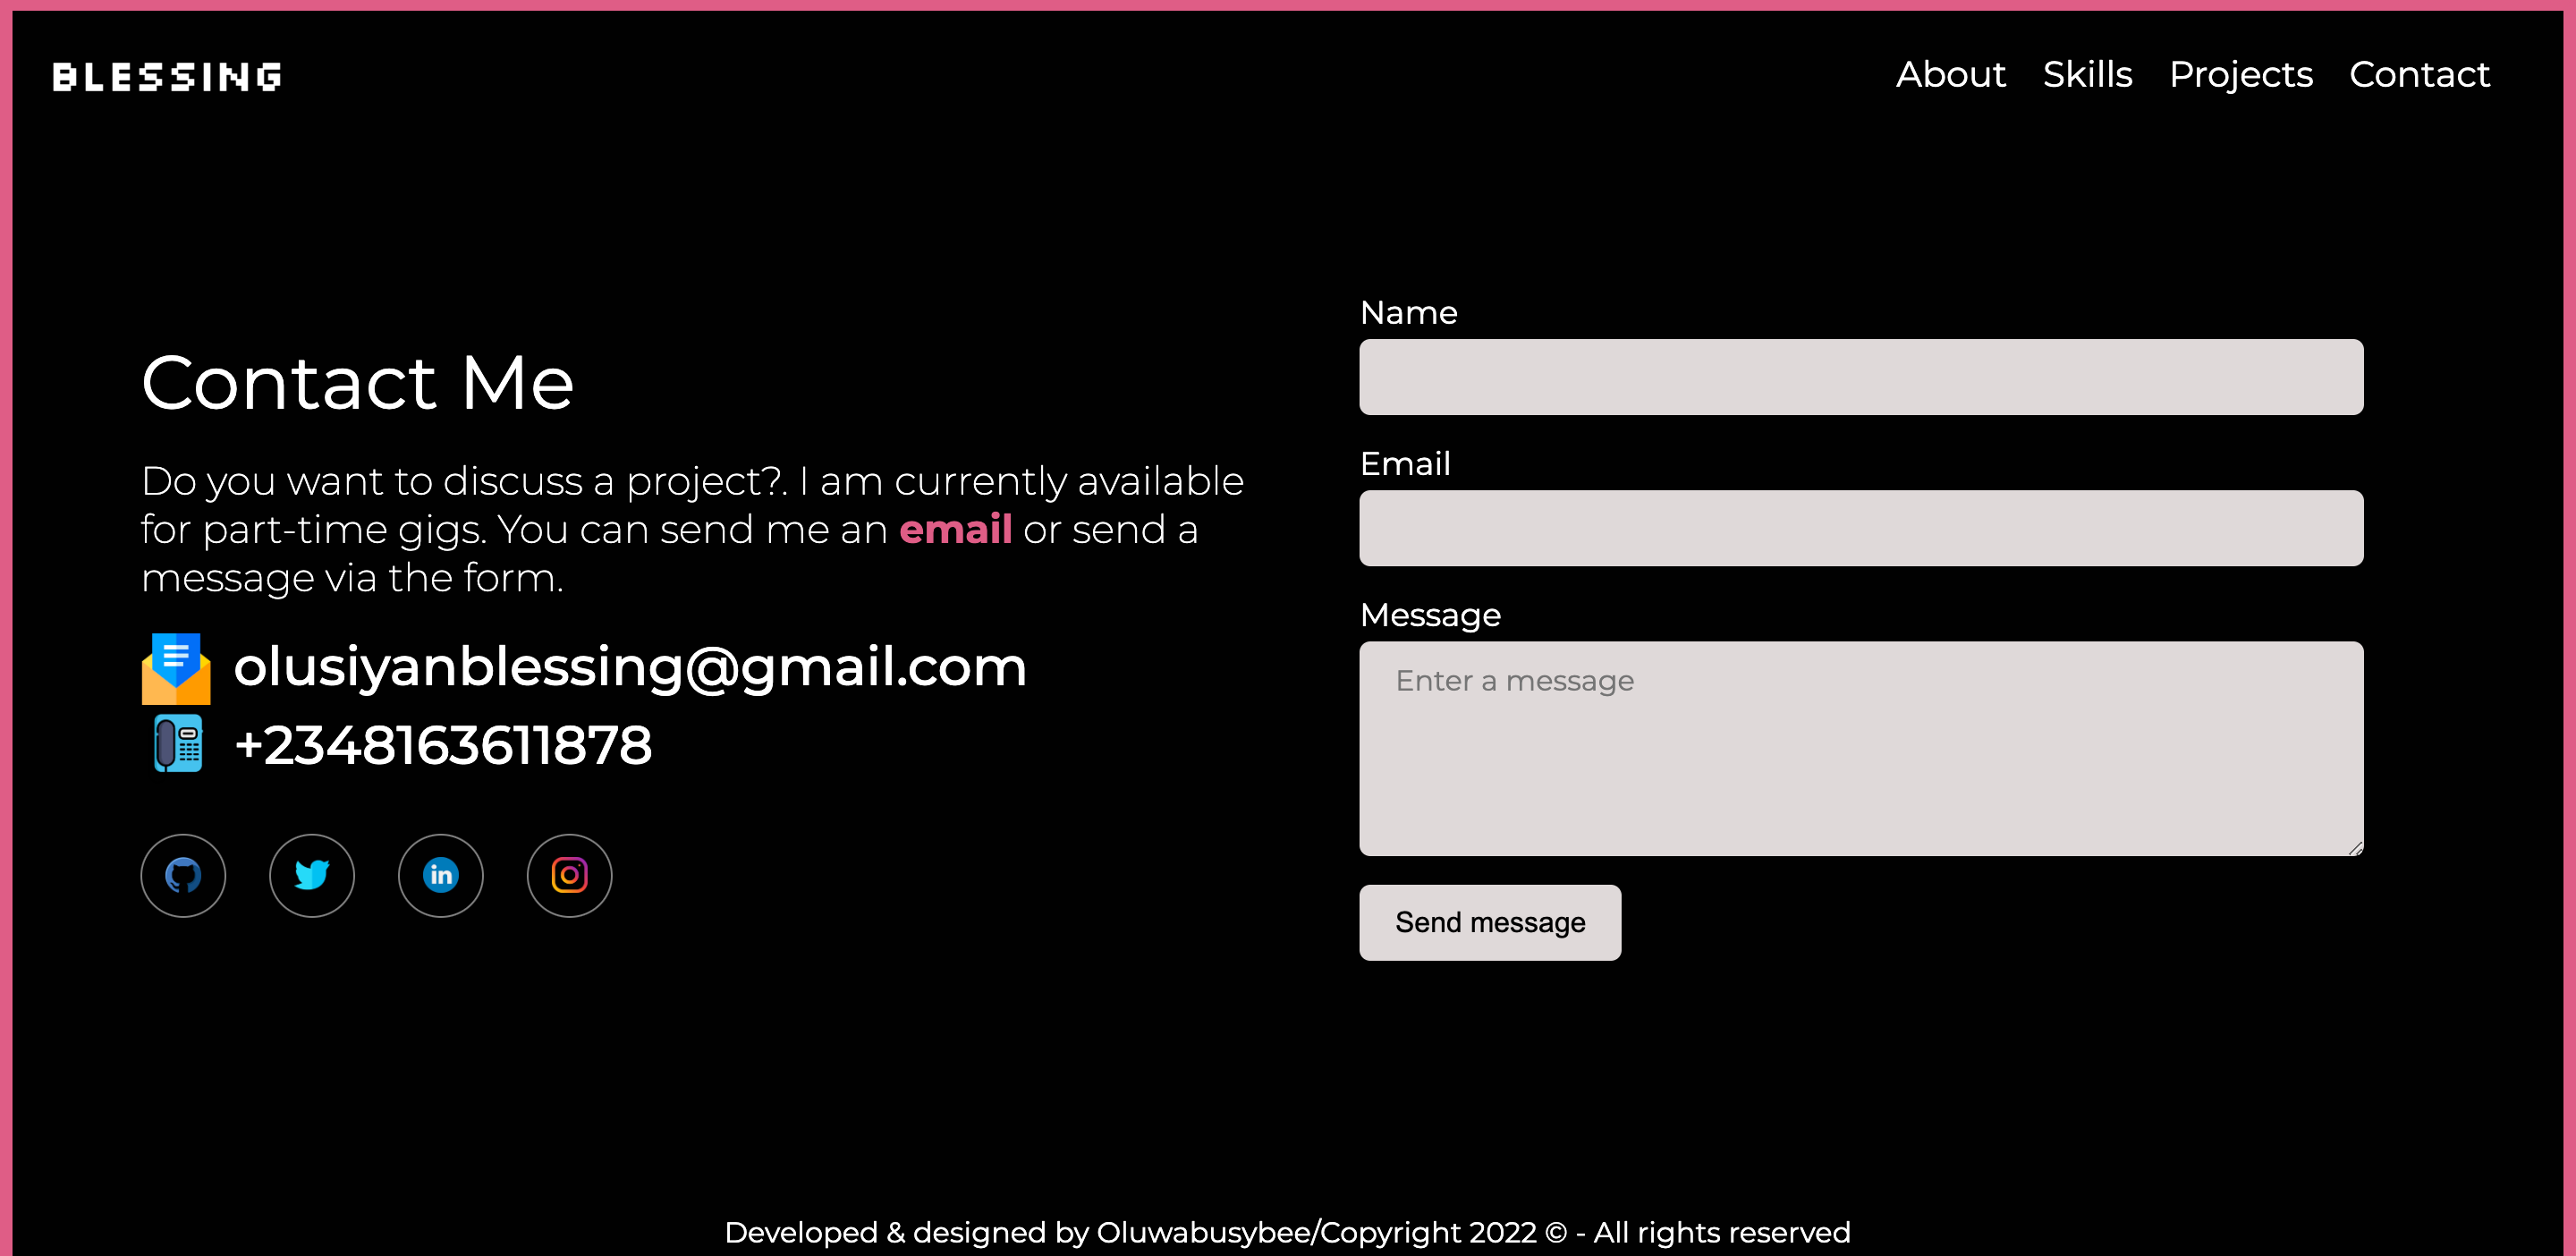 BLESSING
About Skills Projects Contact
Contact Me
Do you want to discuss a project?. I am currently available
for part-time gigs. You can send me an email or send a
message via the form.
olusiyanblessing@gmail.com
+2348163611878
in
Name
Email
Message
Enter a message
Send message
Developed & designed by Oluwabusybee/Copyright 2022 © - All rights reserved